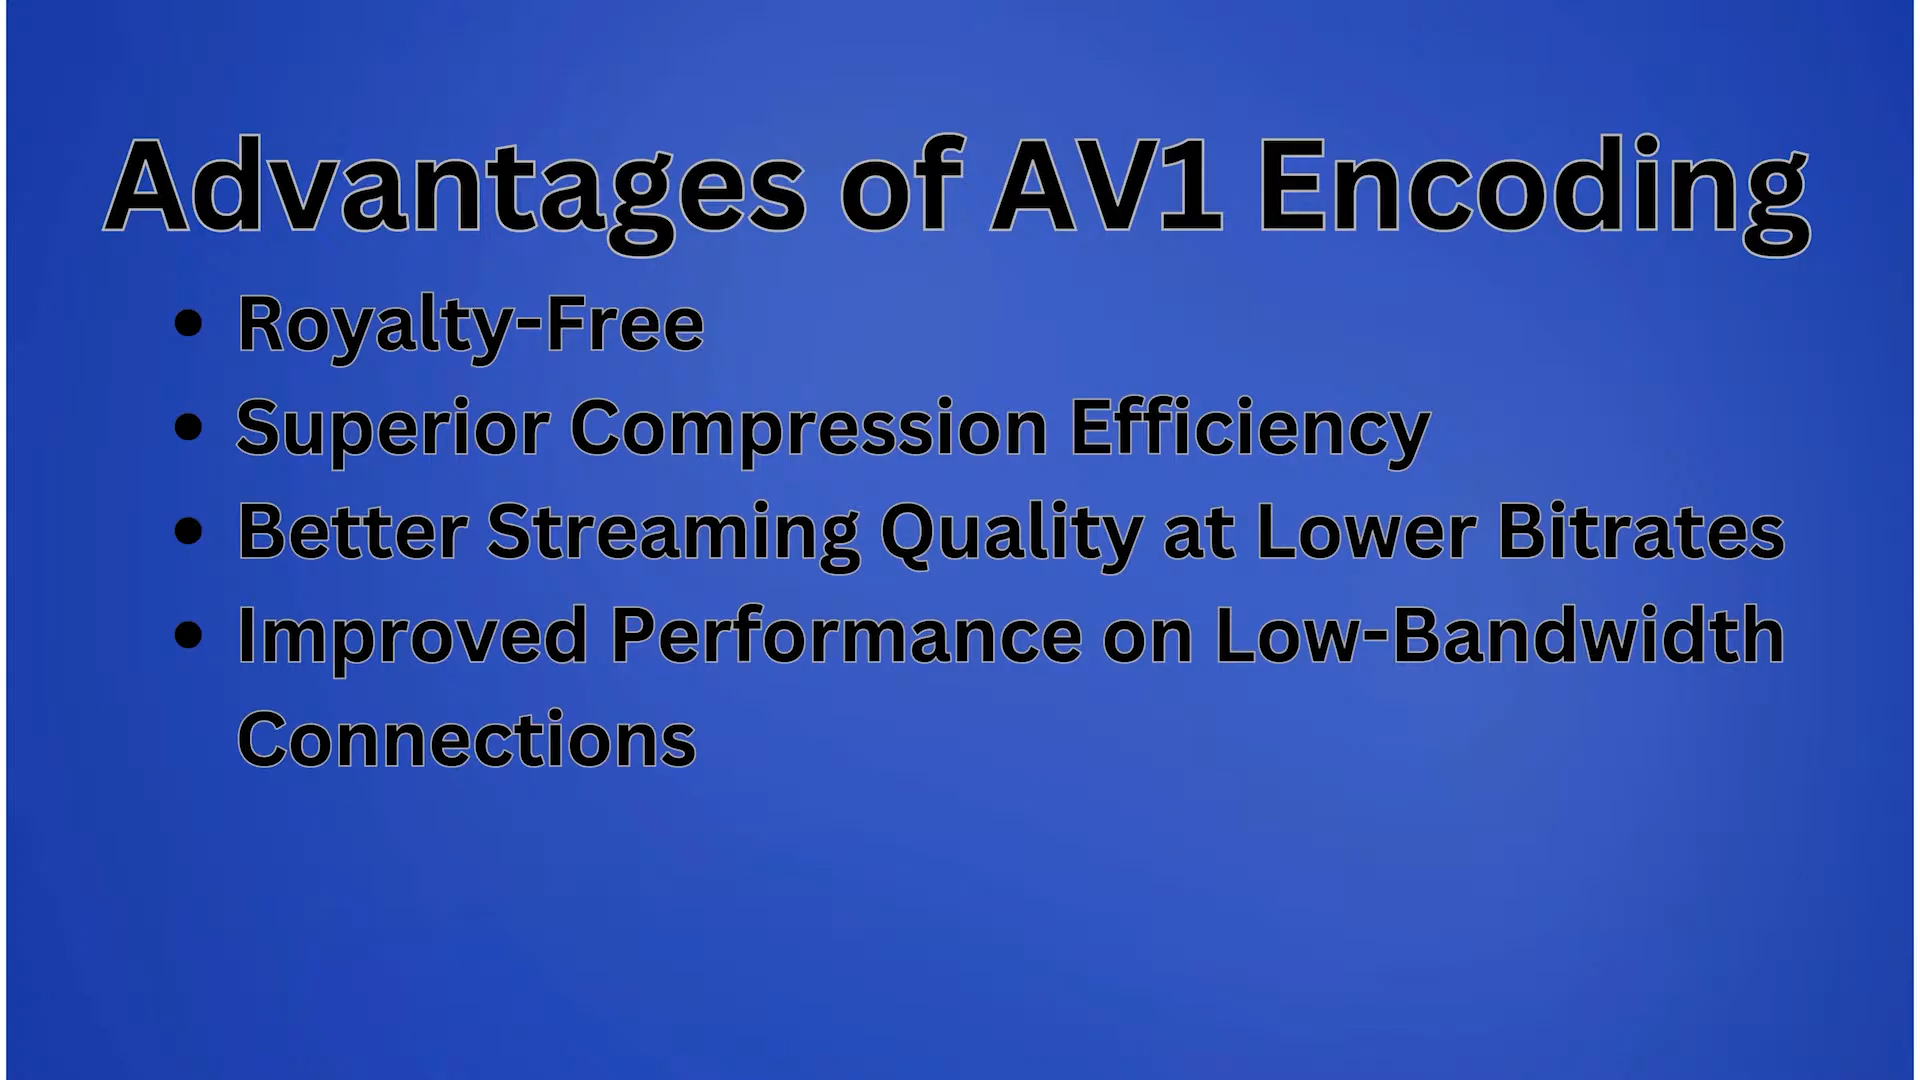 Advantages of AV1 Encoding
• Royalty-Free
• Superior Compression Efficiency
• Better Streaming Quality at Lower Bitrates
• Improved Performance on Low-Bandwidth
Connections